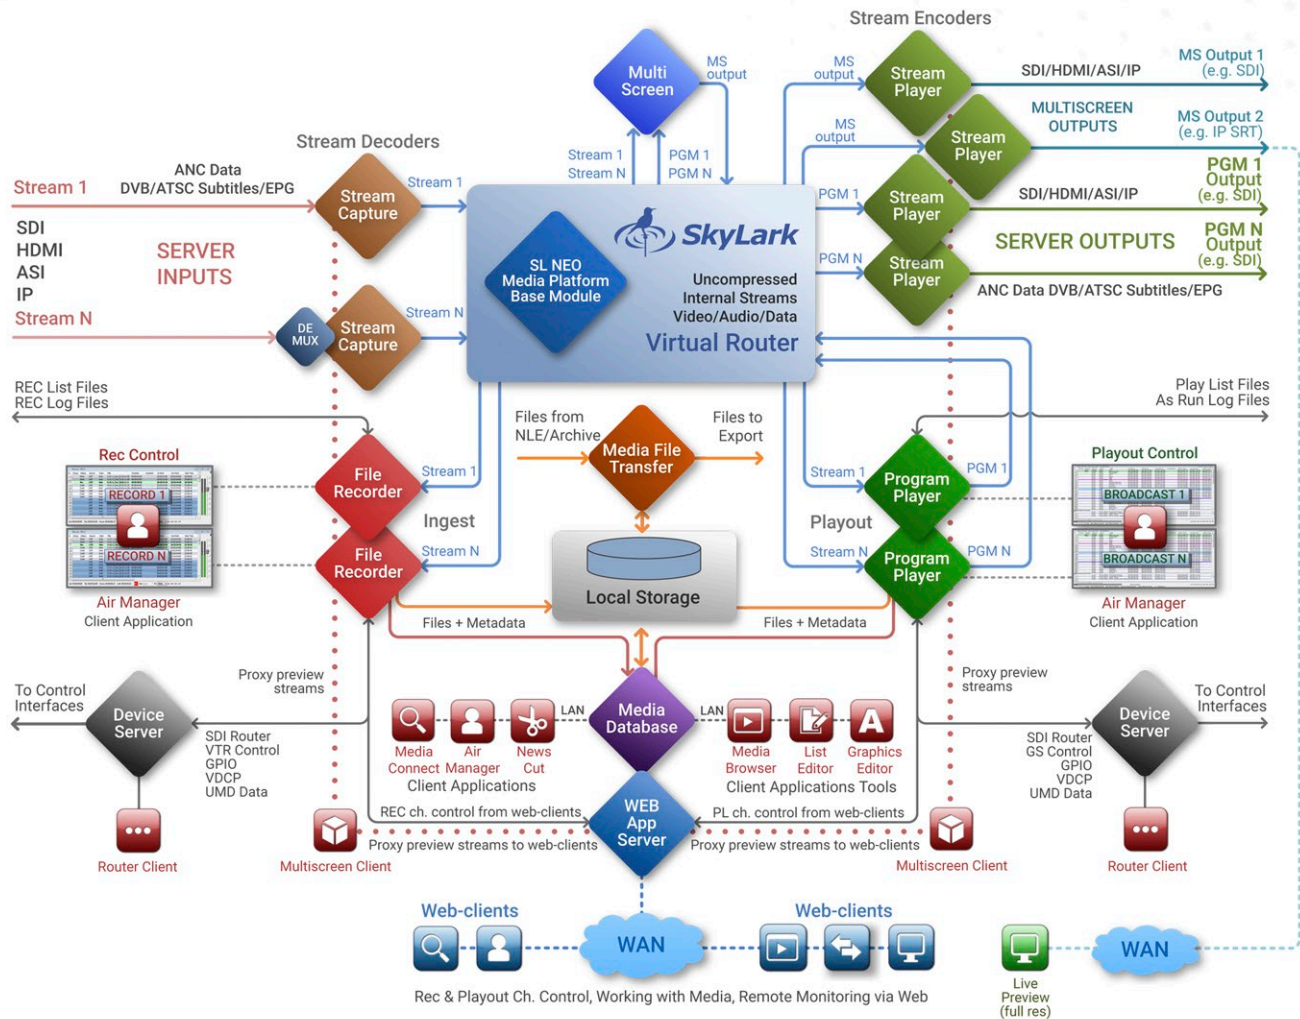 Stream Encoders
Multi
Screen
MS
output
MS
output
Stream
Player
SDI/HDMI/ASI/IP
MS Output 1
(e.g. SDI)
MS
output
Stream
Player
MULTISCREEN
OUTPUTS
MS Output 2
(e.g. IP SRT)
Stream Decoders
Stream 1
Stream N
PGM 1
PGM N
Stream 1
ANC Data
DVB/ATSC Subtitles/EPG
Stream
Capture
Stream 1
SDI
HDMI
ASI
IP
SERVER
INPUTS
Stream N
DE
MUX
Stream
Capture
Stream N
SkyLark
SL NEO
Media Platform
Base Module
Uncompressed
Internal Streams
Video/Audio/Data
Virtual Router
PGM 1
Stream
Player
SDI/HDMI/ASI/IP
PGM 1
Output
(e.g. SDI)
SERVER OUTPUTS
PGM N
Stream
Player
PGM N
Output
(e.g. SDI)
ANC Data DVB/ATSC Subtitles/EPG
REC List Files
REC Log Files
Play List Files
As Run Log Files
Files from
NLE/Archive
Media File
Transfer
Files to
Export
Rec Control
RECORD 1
RECORD N
Air Manager
Client Application
File
Recorder
Stream 1
Ingest
File
Recorder
Stream N
Local Storage
Stream 1
Program
Player
PGM 1
Playout
Stream N
Program
Player
PGM N
Playout Control
BROADCAST 1
BROADCAST N
Air Manager
Client Application
Files + Metadata
Files + Metadata
Proxy preview
streams
Proxy preview
streams
To Control
Interfaces
Device
Server
SDI Router
VTR Control
GPIO
VDCP
UMD Data
LAN
Media
Database
LAN
Media
Connect
Air
Manager
News
Cut
Client Applications
Media
Browser
List
Editor
A
Graphics
Editor
Client Applications Tools
SDI Router
GS Control
GPIO
VDCP
UMD Data
Device
Server
To Control
Interfaces
REC ch. control from web-clients
WEB
App
Server
PL ch. control from web-clients
Proxy preview streams to web-clients
Proxy preview streams to web-clients
Router Client
Multiscreen Client
Multiscreen Client
Router Client
Web-clients
WAN
Web-clients
WAN
Live
Preview
(full res)
Rec & Playout Ch. Control, Working with Media, Remote Monitoring via Web